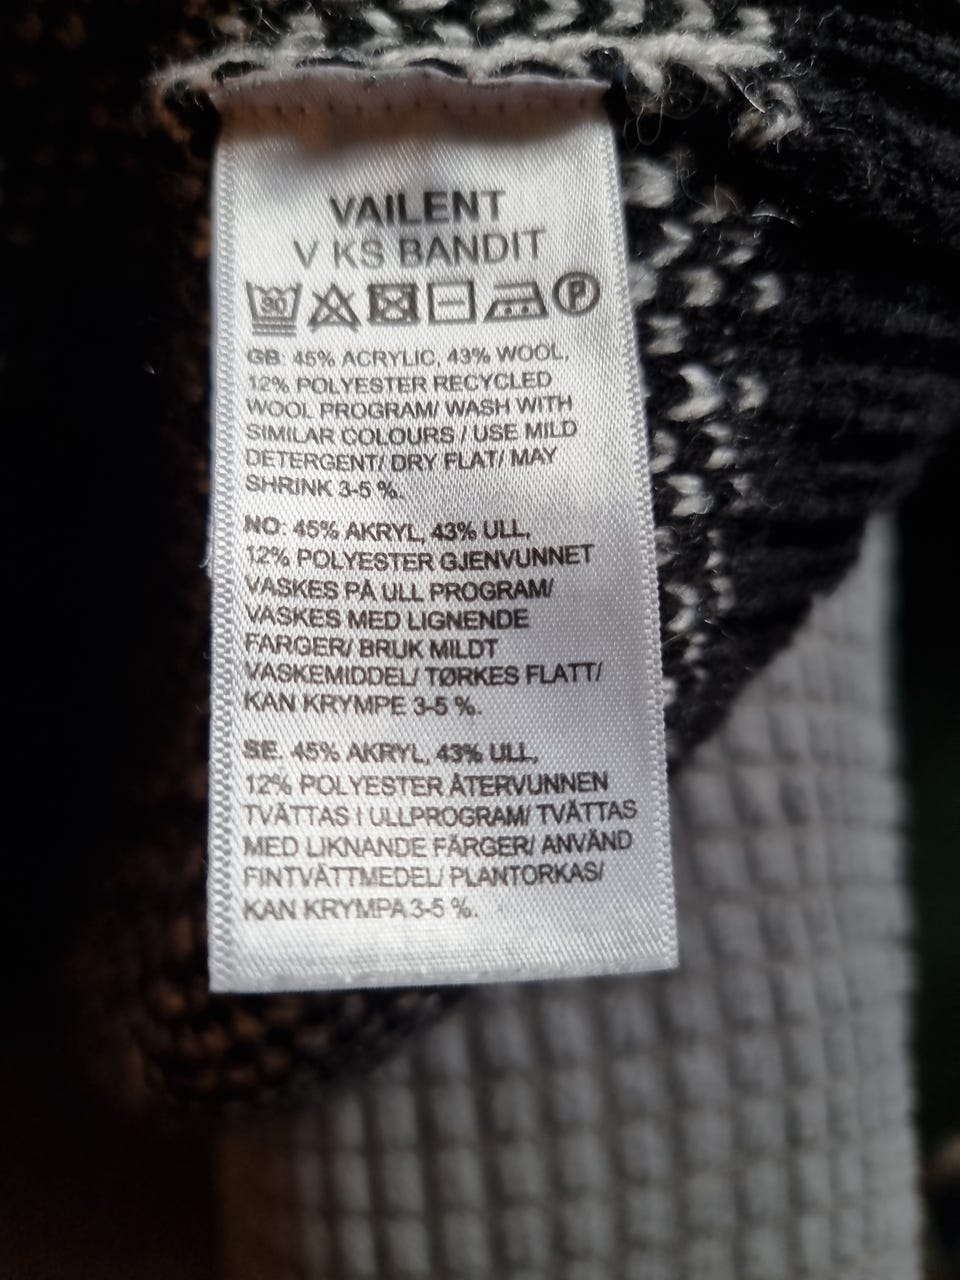 VAILENT
V KS BANDIT
30 P
GB: 45% ACRYLIC, 43% WOOL,
12% POLYESTER RECYCLED
WOOL PROGRAM/ WASH WITH
SIMILAR COLOURS / USE MILD
DETERGENT/ DRY FLAT/ MAY
SHRINK 3-5 %.
NO: 45% AKRYL, 43% ULL,
12% POLYESTER GJENVUNNET
VASKES PÅ ULL PROGRAM/
VASKES MED LIGNENDE
FARGER/ BRUK MILDT
VASKEMIDDEL/ TØRKES FLATT/
KAN KRYMPE 3-5 %.
SE: 45% AKRYL, 43% ULL,
12% POLYESTER ÅTERVUNNEN
TVÄTTAS I ULLPROGRAM/ TVÄTTAS
MED LIKNANDE FÄRGER/ ANVÄND
FINTVÄTTMEDEL/ PLANTORKAS/
KAN KRYMPA 3-5 %.